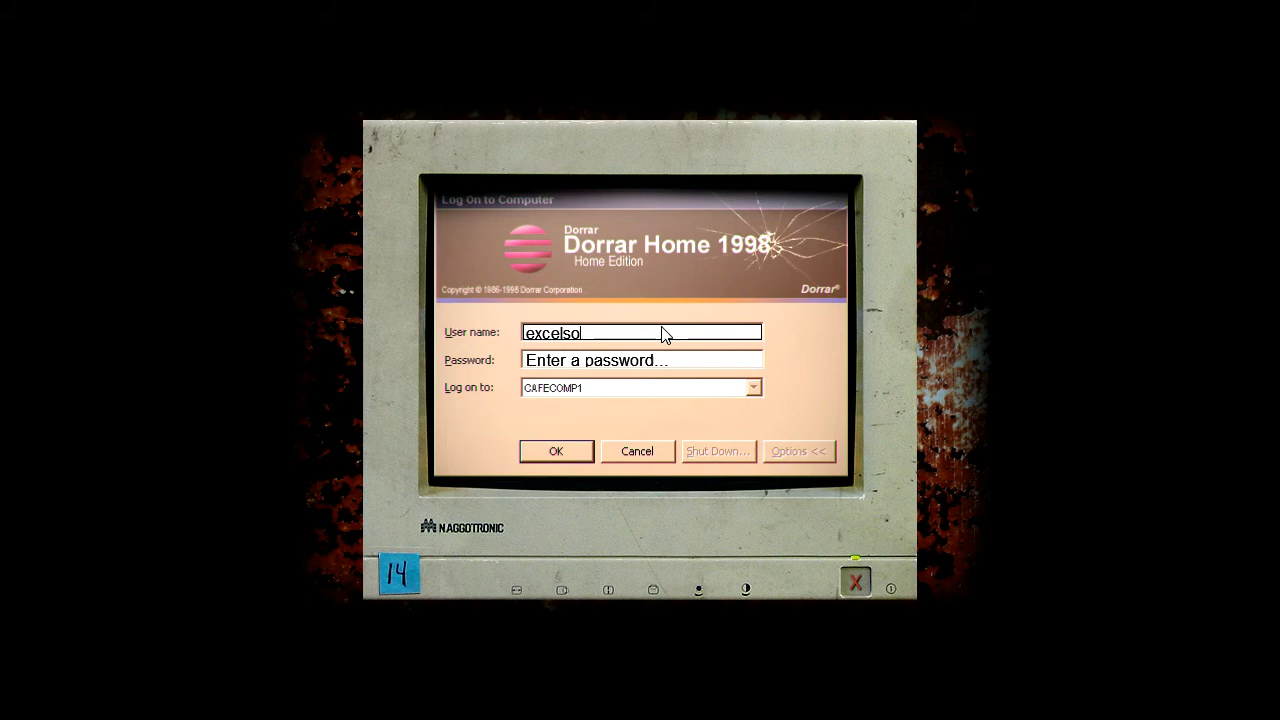 Log On to Computer
Dorrar
Dorrar Home 1998
Home Edition
Copyright © 1986-1998 Dorrar Corporation
Dorrar®
User name: excelso
Password: Enter a password...
Log on to: CAFECOMP1
OK Cancel Shut Down... Options <<
NAGGOTRONIC
14
X